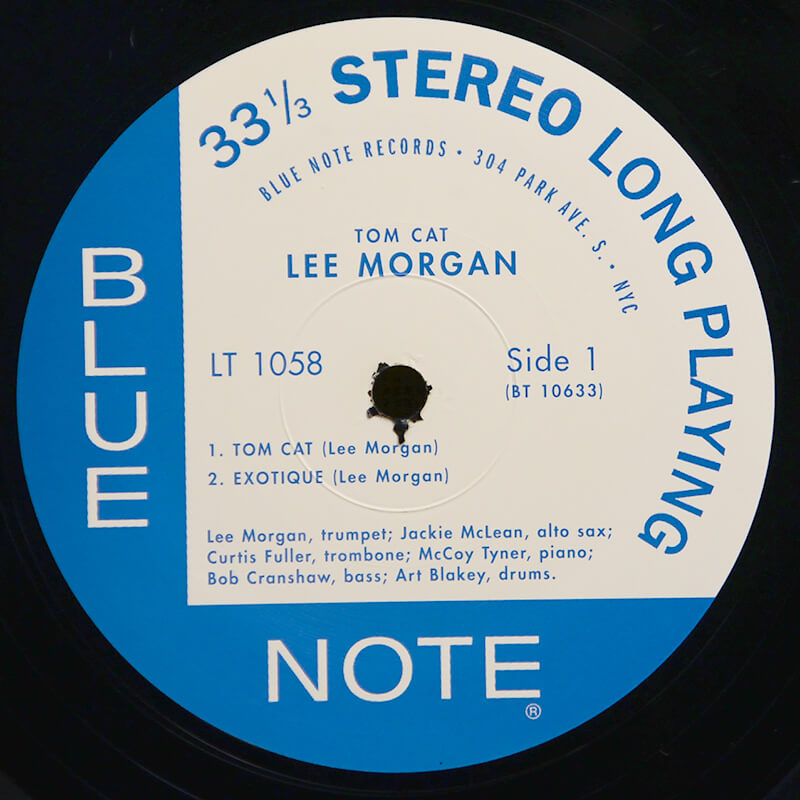 33⅓ STEREO LONG PLAYING
BLUE NOTE RECORDS • 304 PARK AVE. S. • NYC
TOM CAT
LEE MORGAN
LT 1058
Side 1
(BT 10633)
1. TOM CAT (Lee Morgan)
2. EXOTIQUE (Lee Morgan)
Lee Morgan, trumpet; Jackie McLean, alto sax;
Curtis Fuller, trombone; McCoy Tyner, piano;
Bob Cranshaw, bass; Art Blakey, drums.
BLUE
NOTE®